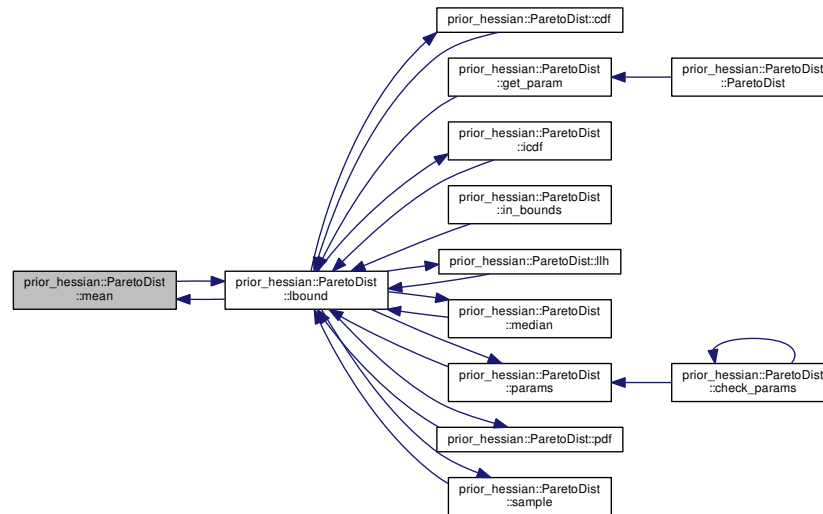 prior_hessian::ParetoDist
::mean
prior_hessian::ParetoDist
::lbound
prior_hessian::ParetoDist::cdf
prior_hessian::ParetoDist
::get_param
prior_hessian::ParetoDist
::icdf
prior_hessian::ParetoDist
::in_bounds
prior_hessian::ParetoDist::llh
prior_hessian::ParetoDist
::median
prior_hessian::ParetoDist
::params
prior_hessian::ParetoDist::pdf
prior_hessian::ParetoDist
::sample
prior_hessian::ParetoDist
::ParetoDist
prior_hessian::ParetoDist
::check_params